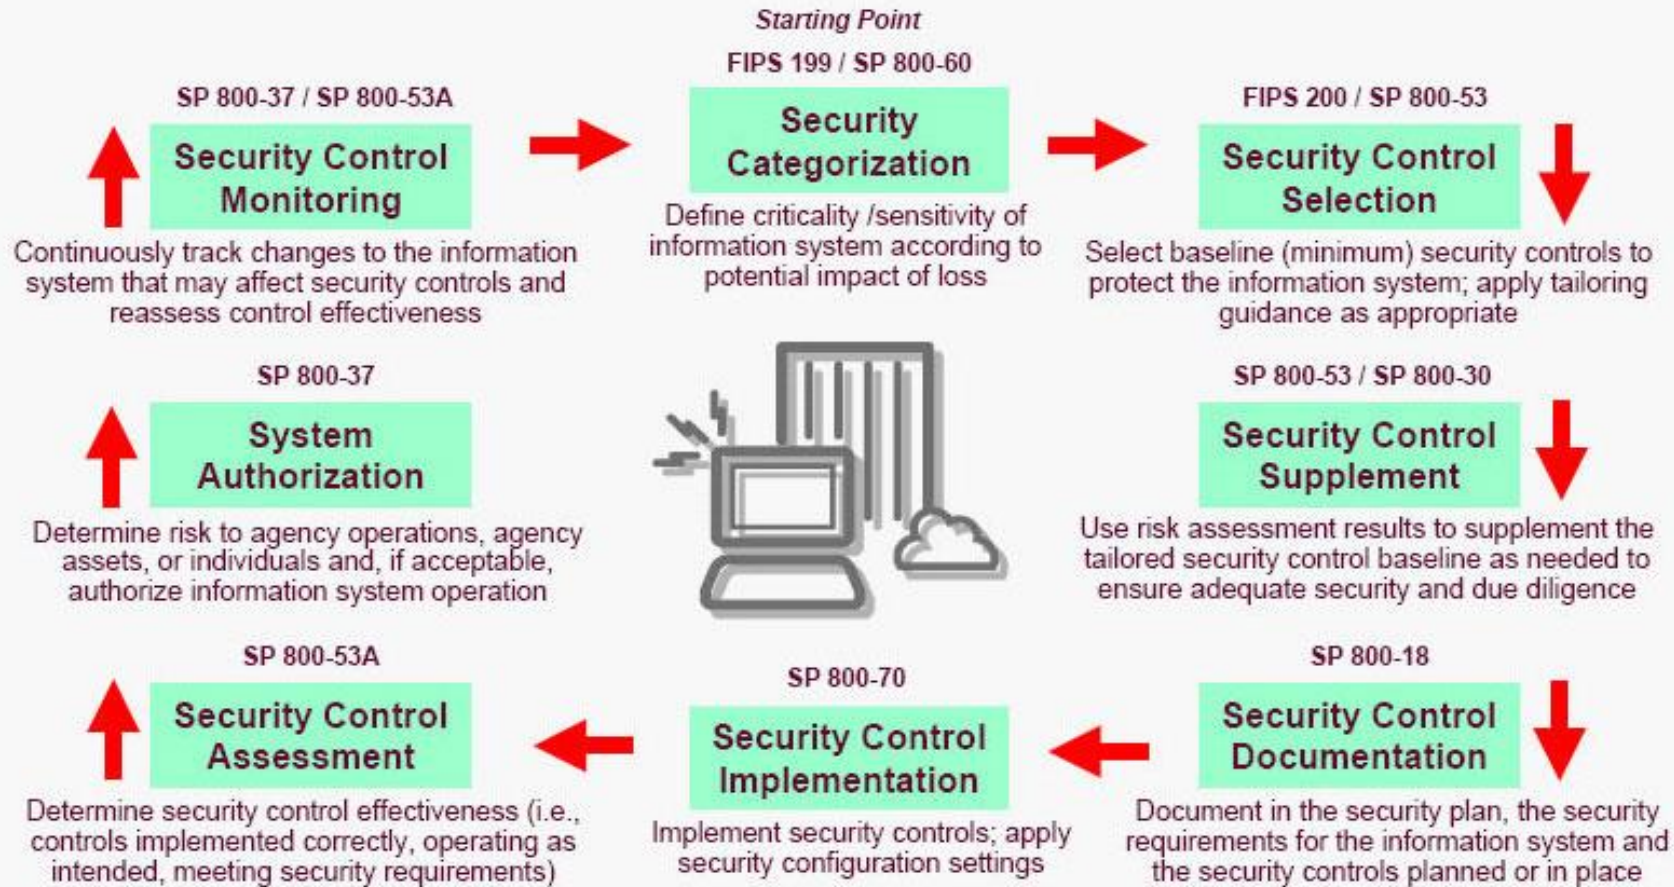 Starting Point
FIPS 199 / SP 800-60
Security
Categorization
Define criticality /sensitivity of
information system according to
potential impact of loss
FIPS 200 / SP 800-53
Security Control
Selection
Select baseline (minimum) security controls to
protect the information system; apply tailoring
guidance as appropriate
SP 800-53 / SP 800-30
Security Control
Supplement
Use risk assessment results to supplement the
tailored security control baseline as needed to
ensure adequate security and due diligence
SP 800-18
Security Control
Documentation
Document in the security plan, the security
requirements for the information system and
the security controls planned or in place
SP 800-70
Security Control
Implementation
Implement security controls; apply
security configuration settings
SP 800-53A
Security Control
Assessment
Determine security control effectiveness (i.e.,
controls implemented correctly, operating as
intended, meeting security requirements)
SP 800-37
System
Authorization
Determine risk to agency operations, agency
assets, or individuals and, if acceptable,
authorize information system operation
SP 800-37 / SP 800-53A
Security Control
Monitoring
Continuously track changes to the information
system that may affect security controls and
reassess control effectiveness